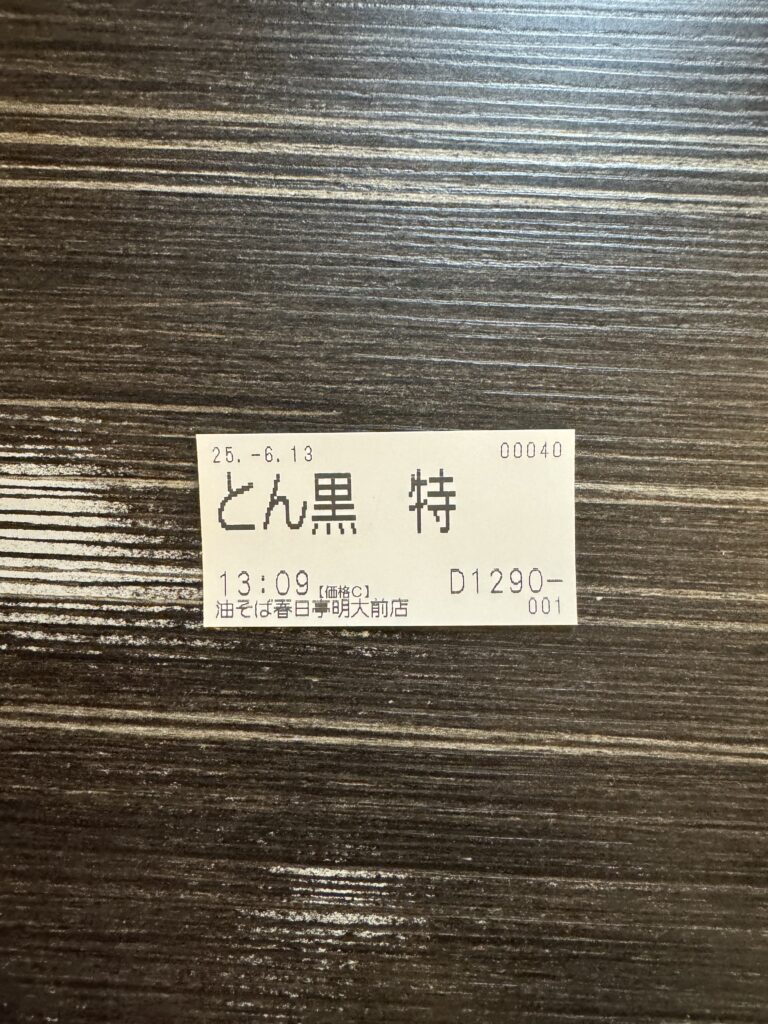 25.-6.13 00040
とん黒 特
13:09【価格C】 D1290-
油そば春日亭明大前店 001